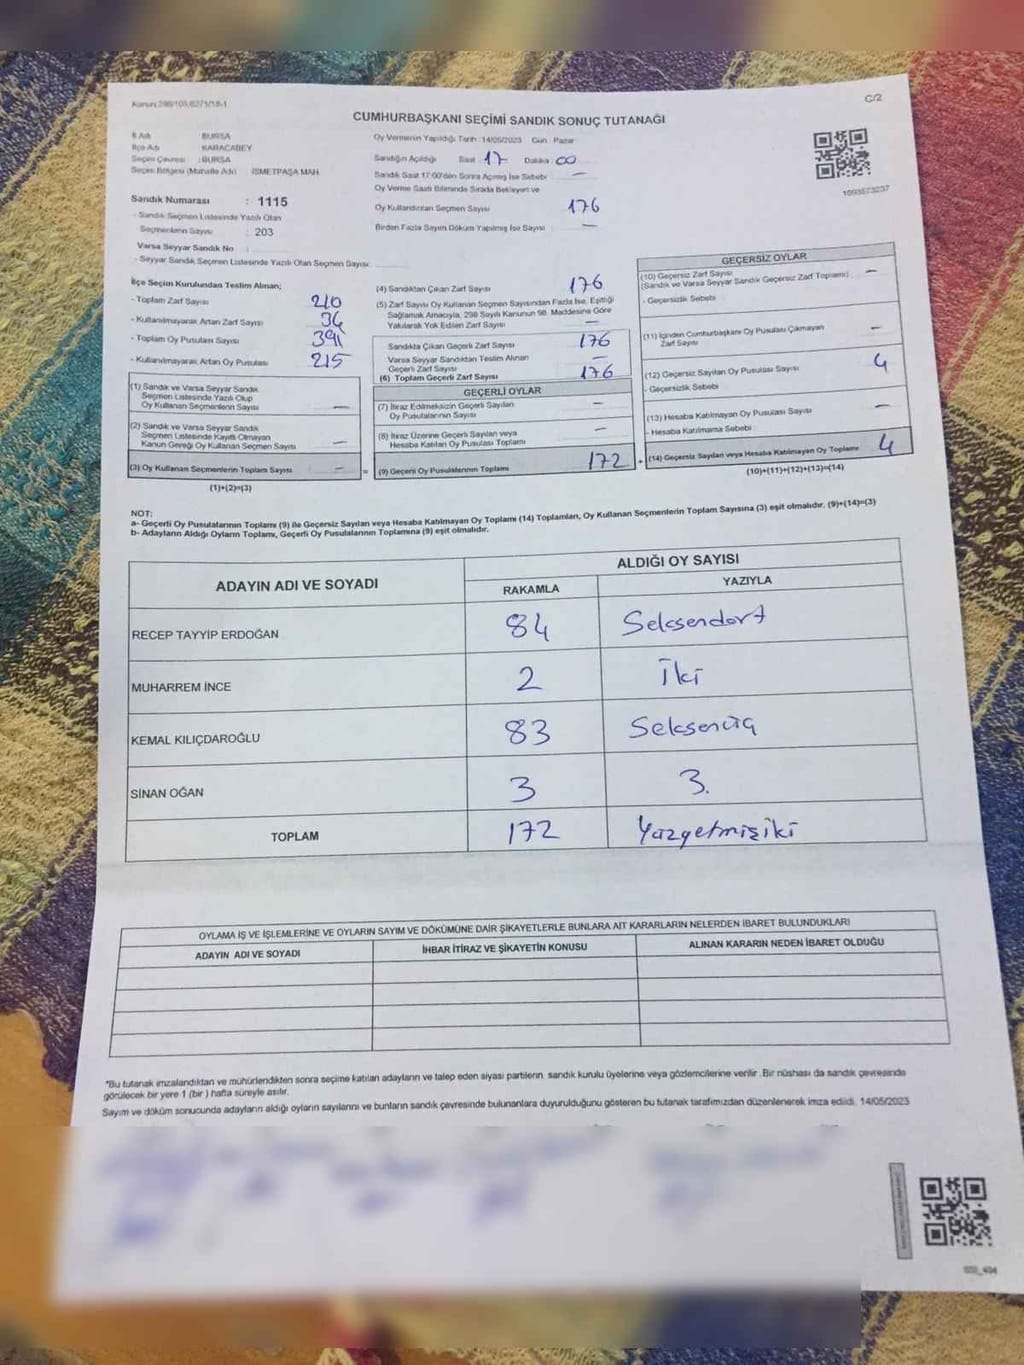 Kanun:298/105,6271/18-1
C/2
CUMHURBAŞKANI SEÇİMİ SANDIK SONUÇ TUTANAĞI
İl Adı : BURSA
İlçe Adı : KARACABEY
Seçim Çevresi : BURSA
Seçim Bölgesi (Mahalle Adı) : İSMETPAŞA MAH.
Sandık Numarası : 1115
- Sandık Seçmen Listesinde Yazılı Olan
Seçmenlerin Sayısı : 203
Varsa Seyyar Sandık No :
- Seyyar Sandık Seçmen Listesinde Yazılı Olan Seçmen Sayısı:
Oy Vermenin Yapıldığı Tarih :14/05/2023 Gün Pazar
Sandığın Açıldığı Saat 17 Dakika 00
Sandık Saat 17:00'den Sonra Açılmış İse Sebebi –
Oy Verme Saati Bitiminde Sırada Bekleyen ve
Oy Kullandırılan Seçmen Sayısı 176
Birden Fazla Sayım Döküm Yapılmış İse Sayısı –
1093573237
İlçe Seçim Kurulundan Teslim Alınan;
- Toplam Zarf Sayısı 210
- Kullanılmayarak Artan Zarf Sayısı 34
- Toplam Oy Pusulası Sayısı 391
- Kullanılmayarak Artan Oy Pusulası 215
(1) Sandık ve Varsa Seyyar Sandık
Seçmen Listesinde Yazılı Olup
Oy Kullanan Seçmenlerin Sayısı –
(2) Sandık ve Varsa Seyyar Sandık
Seçmen Listesinde Kayıtlı Olmayan
Kanun Gereği Oy Kullanan Seçmen Sayısı –
(3) Oy Kullanan Seçmenlerin Toplam Sayısı –
(1)+(2)=(3)
(4) Sandıktan Çıkan Zarf Sayısı 176
(5) Zarf Sayısı Oy Kullanan Seçmen Sayısından Fazla İse, Eşitliği
Sağlamak Amacıyla, 298 Sayılı Kanunun 98. Maddesine Göre
Yakılarak Yok Edilen Zarf Sayısı –
Sandıkta Çıkan Geçerli Zarf Sayısı 176
Varsa Seyyar Sandıktan Teslim Alınan
Geçerli Zarf Sayısı –
(6) Toplam Geçerli Zarf Sayısı 176
GEÇERLİ OYLAR
(7) İtiraz Edilmeksizin Geçerli Sayılan
Oy Pusulalarının Sayısı –
(8) İtiraz Üzerine Geçerli Sayılan veya
Hesaba Katılan Oy Pusulası Toplamı –
= (9) Geçerli Oy Pusulalarının Toplamı 172 +
GEÇERSİZ OYLAR
(10) Geçersiz Zarf Sayısı
(Sandık ve Varsa Seyyar Sandık Geçersiz Zarf Toplamı) –
- Geçersizlik Sebebi :
(11) İçinden Cumhurbaşkanı Oy Pusulası Çıkmayan
Zarf Sayısı –
(12) Geçersiz Sayılan Oy Pusulası Sayısı 4
- Geçersizlik Sebebi
(13) Hesaba Katılmayan Oy Pusulası Sayısı –
- Hesaba Katılmama Sebebi :
(14) Geçersiz Sayılan veya Hesaba Katılmayan Oy Toplamı 4
(10)+(11)+(12)+(13)=(14)
NOT:
a- Geçerli Oy Pusulalarının Toplamı (9) ile Geçersiz Sayılan veya Hesaba Katılmayan Oy Toplamı (14) Toplamları, Oy Kullanan Seçmenlerin Toplam Sayısına (3) eşit olmalıdır. (9)+(14)=(3)
b- Adayların Aldığı Oyların Toplamı, Geçerli Oy Pusulalarının Toplamına (9) eşit olmalıdır.
ADAYIN ADI VE SOYADI
ALDIĞI OY SAYISI
RAKAMLA YAZIYLA
RECEP TAYYİP ERDOĞAN 84 Seksendört
MUHARREM İNCE 2 İki
KEMAL KILIÇDAROĞLU 83 Seksenüç
SİNAN OĞAN 3 3.
TOPLAM 172 Yüzyetmişiki
OYLAMA İŞ VE İŞLEMLERİNE VE OYLARIN SAYIM VE DÖKÜMÜNE DAİR ŞİKAYETLERLE BUNLARA AİT KARARLARIN NELERDEN İBARET BULUNDUKLARI
ADAYIN ADI VE SOYADI İHBAR İTİRAZ VE ŞİKAYETİN KONUSU ALINAN KARARIN NEDEN İBARET OLDUĞU
*Bu tutanak imzalandıktan ve mühürlendikten sonra seçime katılan adayların ve talep eden siyasi partilerin sandık kurulu üyelerine veya gözlemcilerine verilir .Bir nüshası da sandık çevresinde
görülecek bir yere 1 (bir ) hafta süreyle asılır.
Sayım ve döküm sonucunda adayların aldığı oyların sayılarını ve bunların sandık çevresinde bulunanlara duyurulduğunu gösteren bu tutanak tarafımızdan düzenlenerek imza edildi. 14/05/2023